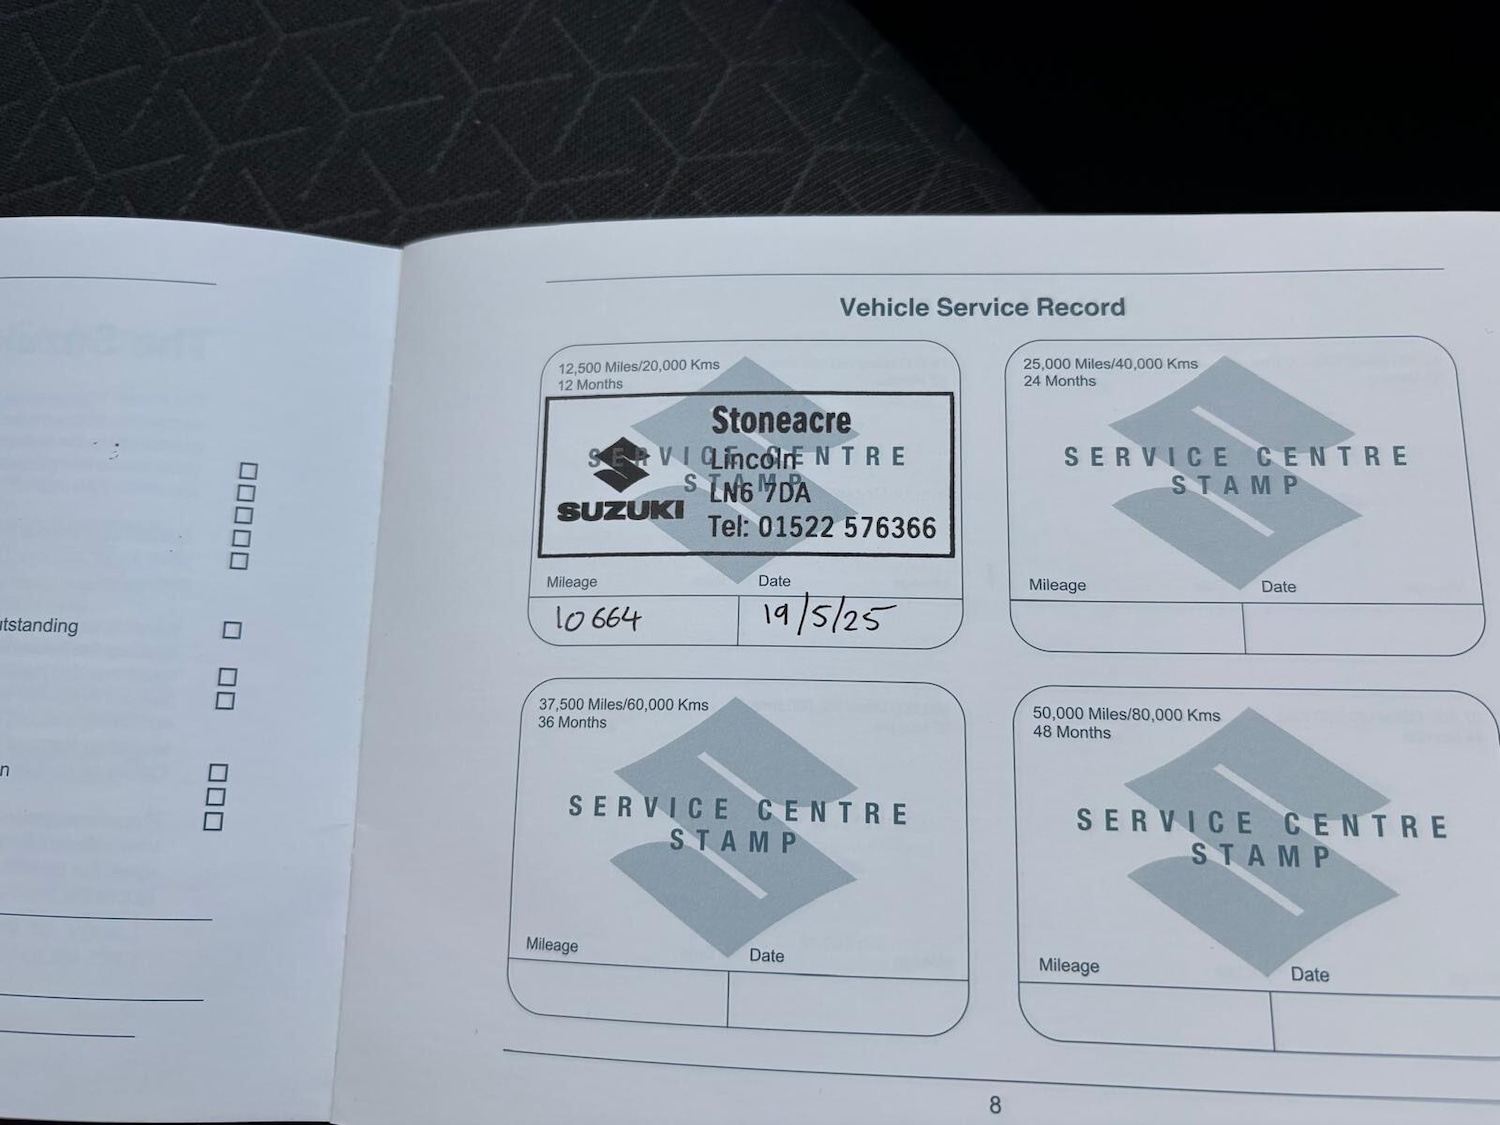 Vehicle Service Record
12,500 Miles/20,000 Kms
12 Months
SERVICE CENTRE
STAMP
Stoneacre
Lincoln
LN6 7DA
Tel: 01522 576366
SUZUKI
Mileage
Date
10664
19/5/25
25,000 Miles/40,000 Kms
24 Months
SERVICE CENTRE
STAMP
Mileage
Date
37,500 Miles/60,000 Kms
36 Months
SERVICE CENTRE
STAMP
Mileage
Date
50,000 Miles/80,000 Kms
48 Months
SERVICE CENTRE
STAMP
Mileage
Date
8